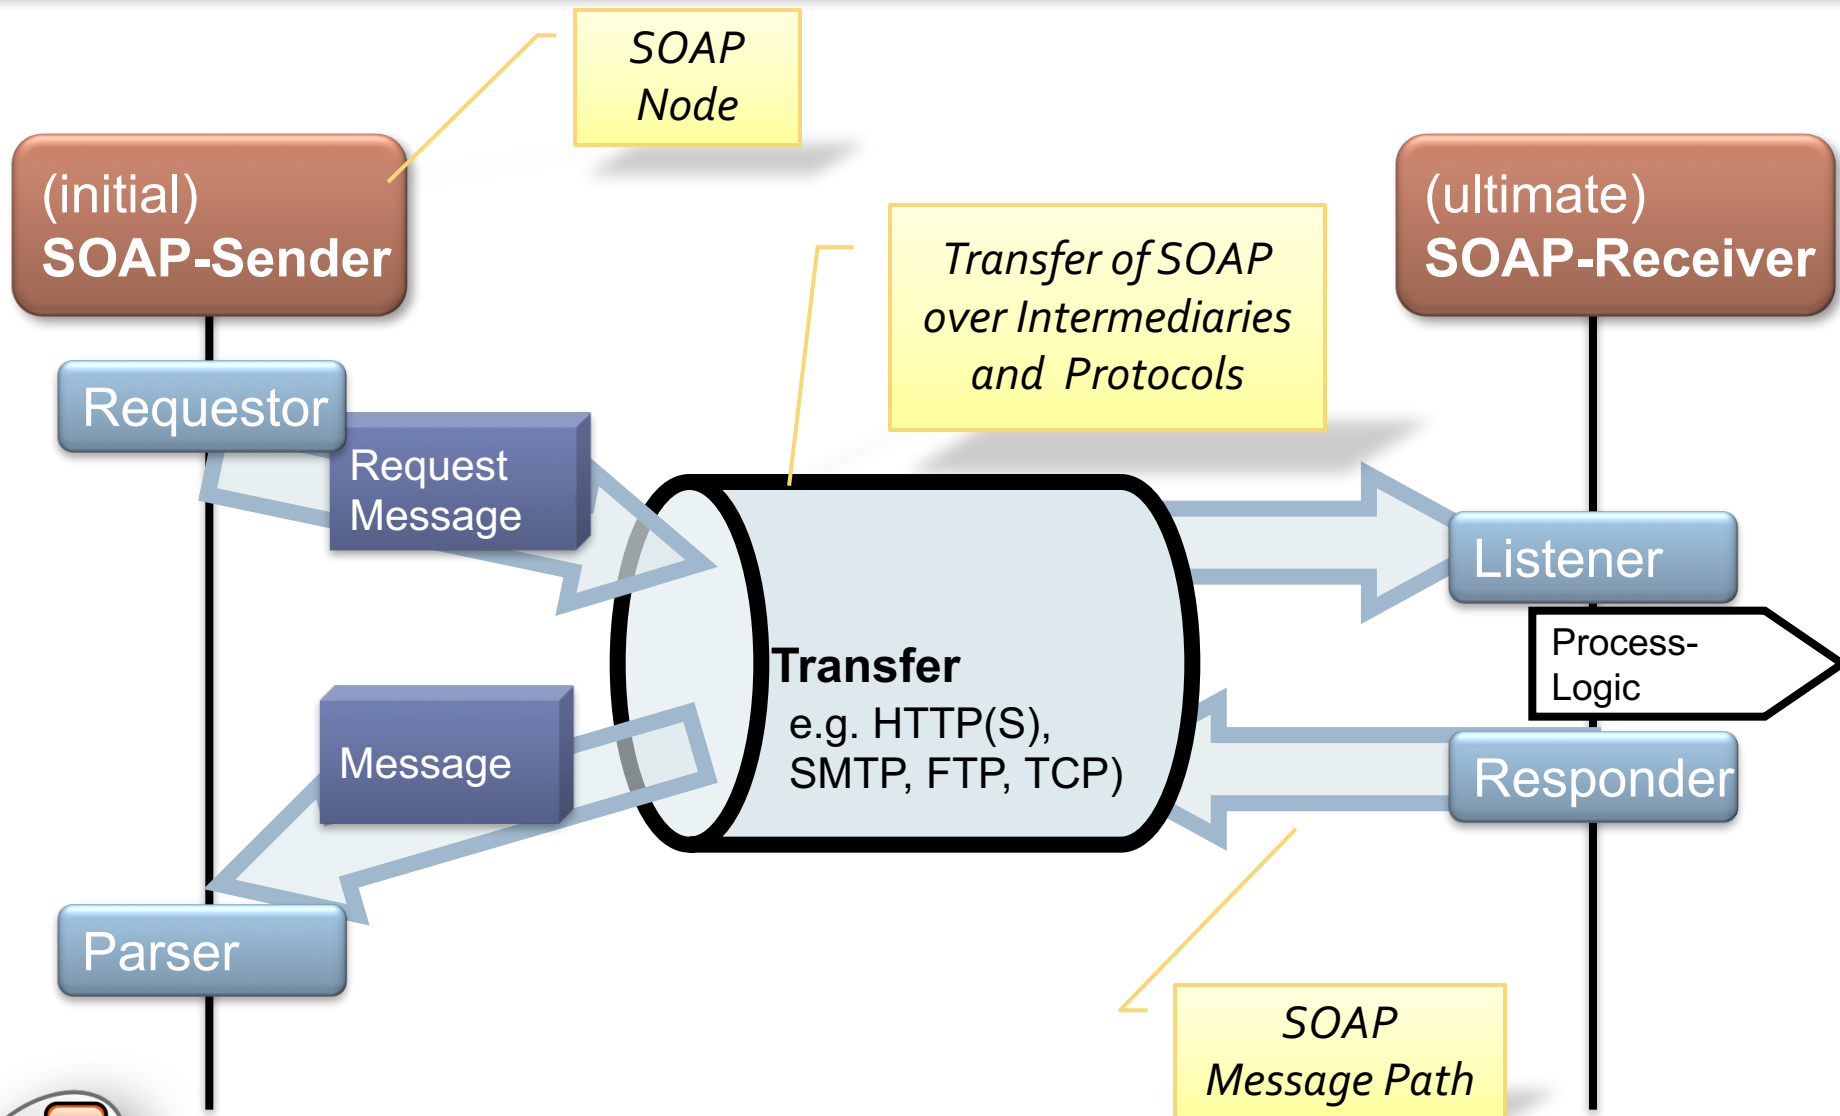 SOAP
Node
(initial)
SOAP-Sender
(ultimate)
SOAP-Receiver
Transfer of SOAP
over Intermediaries
and Protocols
Requestor
Request
Message
Listener
Process-
Logic
Transfer
e.g. HTTP(S),
SMTP, FTP, TCP)
Message
Responder
Parser
SOAP
Message Path